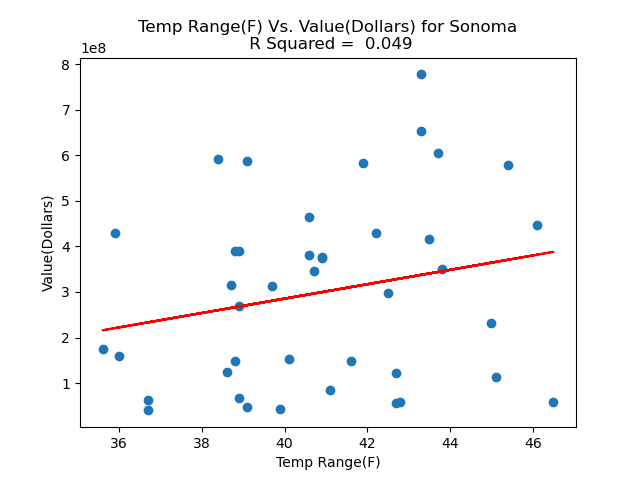 Temp Range(F) Vs. Value(Dollars) for Sonoma
R Squared =  0.049
1e8
8
7
6
5
4
3
2
1
Value(Dollars)
36 38 40 42 44 46
Temp Range(F)